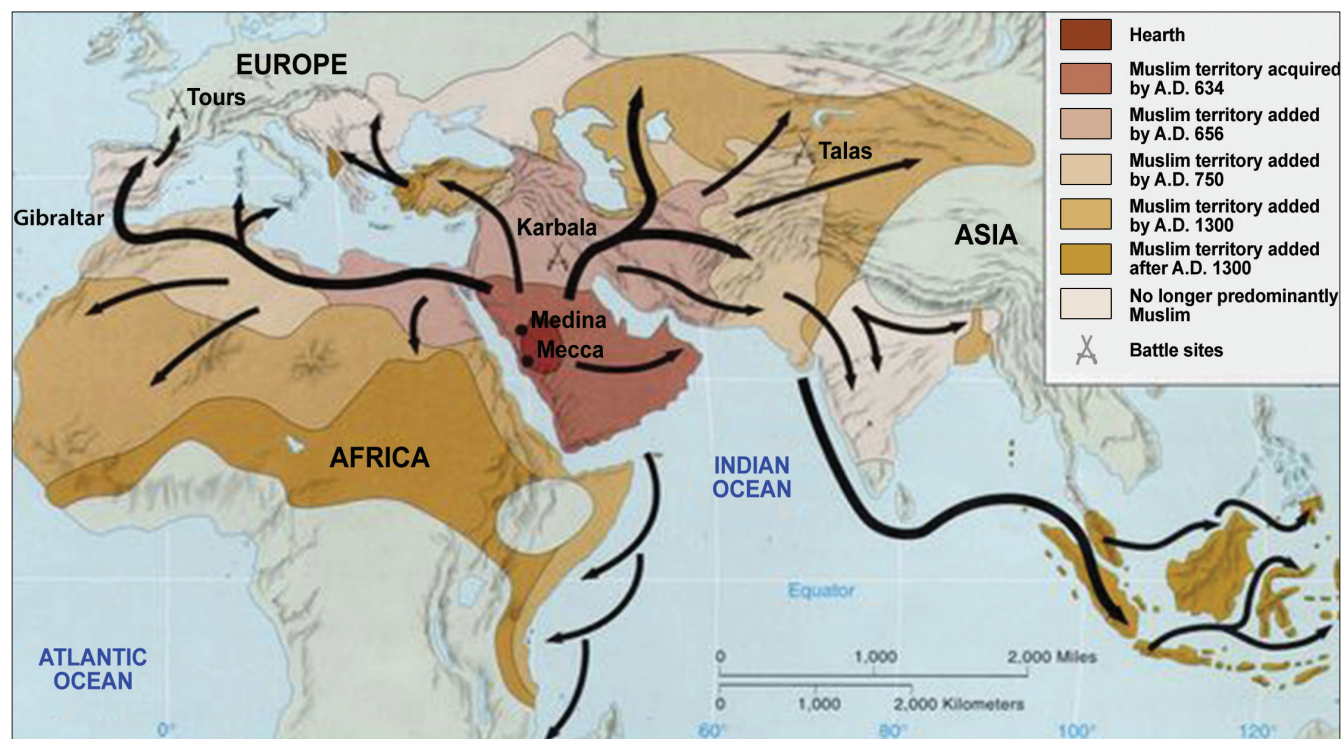 EUROPE
Tours
Gibraltar
Karbala
Talas
ASIA
Medina
Mecca
AFRICA
INDIAN
OCEAN
Equator
ATLANTIC
OCEAN
0 1,000 2,000 Miles
0 1,000 2,000 Kilometers
0° 60° 80° 100° 120°
Hearth
Muslim territory acquired
by A.D. 634
Muslim territory added
by A.D. 656
Muslim territory added
by A.D. 750
Muslim territory added
by A.D. 1300
Muslim territory added
after A.D. 1300
No longer predominantly
Muslim
Battle sites